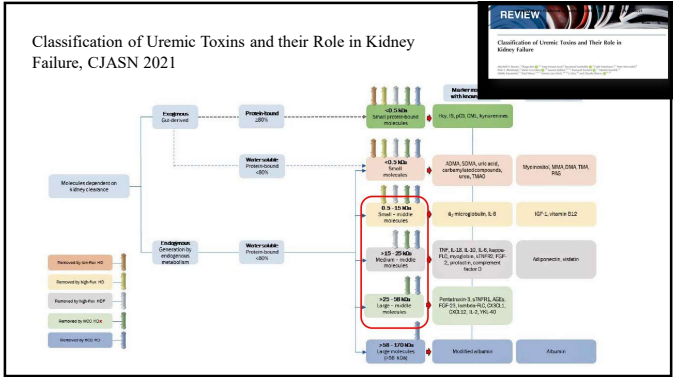 REVIEW
Classification of Uremic Toxins and Their Role in
Kidney Failure
Classification of Uremic Toxins and their Role in Kidney
Failure, CJASN 2021
Marker
with known
Exogenous
Gut-derived
Protein-bound
≥80%
<0.5 kDa
Small protein-bound
molecules
Hcy, IS, pCS, CML, kynurenines
Water-soluble
Protein-bound
<80%
<0.5 kDa
Small
molecules
ADMA, SDMA, uric acid,
carbamylated compounds,
urea, TMAO
Myoinositol, MMA, DMA, TMA,
PAG
Molecules dependent on
kidney clearance
0.5 - 15 kDa
Small - middle
molecules
β₂ microglobulin, IL-8
IGF-1, vitamin B12
Endogenous
Generation by
endogenous
metabolism
Water-soluble
Protein-bound
<80%
>15 - 25 kDa
Medium - middle
molecules
TNF, IL-18, IL-10, IL-6, kappa-
FLC, myoglobin, sTNFR2, FGF-
2, prolactin, complement
factor D
Adiponectin, visfatin
>25 - 58 kDa
Large - middle
molecules
Pentraxin-3, sTNFR1, AGEs,
FGF-23, lambda-FLC, CX3CL1,
CXCL12, IL-2, YKL-40
>58 - 170 kDa
Large molecules
(>58 kDa)
Modified albumin
Albumin
Removed by low-flux HD
Removed by high-flux HD
Removed by high-flux HDF
Removed by MCO HDx
Removed by HCO HD